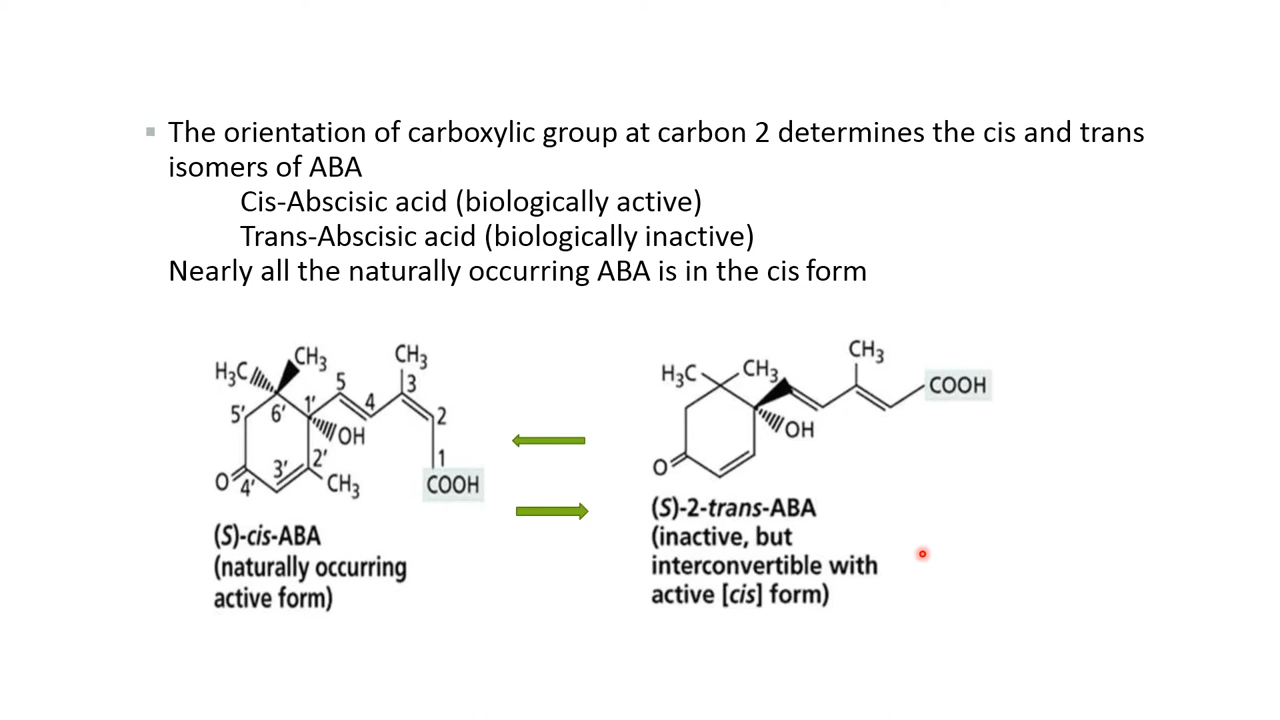 The orientation of carboxylic group at carbon 2 determines the cis and trans
isomers of ABA
Cis-Abscisic acid (biologically active)
Trans-Abscisic acid (biologically inactive)
Nearly all the naturally occurring ABA is in the cis form
H₃C
CH₃
CH₃
5
3
5'
6'
1'
4
2
OH
2'
1
3'
O
4'
CH₃
COOH
(S)-cis-ABA
(naturally occurring
active form)
CH₃
H₃C
CH₃
COOH
OH
O
(S)-2-trans-ABA
(inactive, but
interconvertible with
active [cis] form)